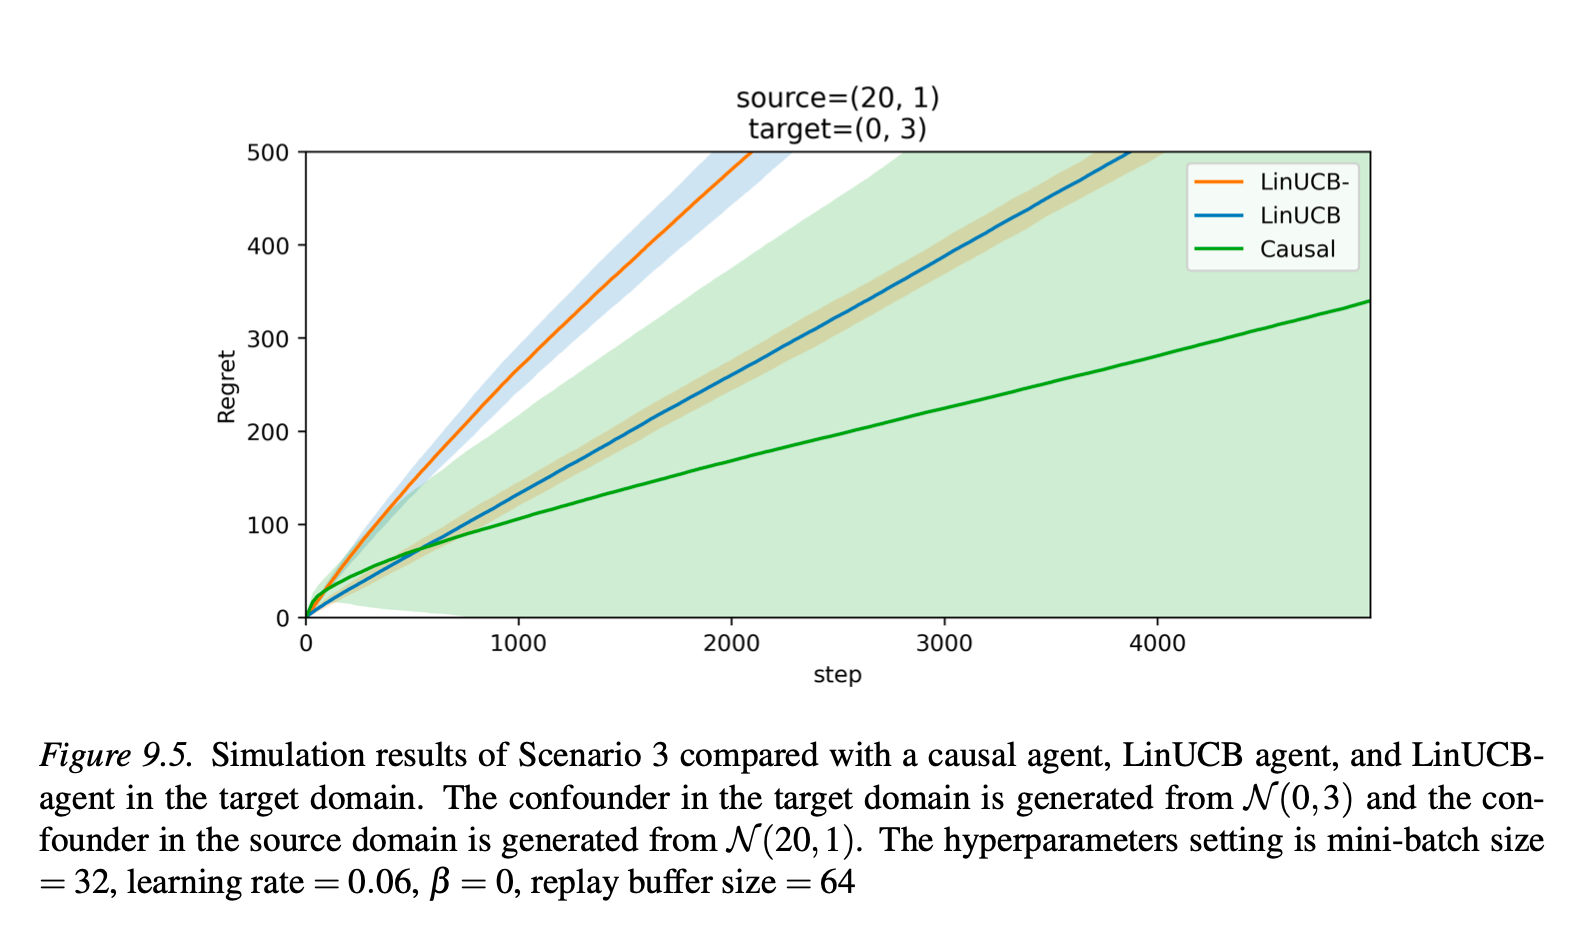 source=(20, 1)
target=(0, 3)
500
400
300
200
100
0
Regret
0
1000
2000
3000
4000
step
LinUCB-
LinUCB
Causal
Figure 9.5. Simulation results of Scenario 3 compared with a causal agent, LinUCB agent, and LinUCB-
agent in the target domain. The confounder in the target domain is generated from 𝒩(0,3) and the con-
founder in the source domain is generated from 𝒩(20,1). The hyperparameters setting is mini-batch size
= 32, learning rate = 0.06, β = 0, replay buffer size = 64